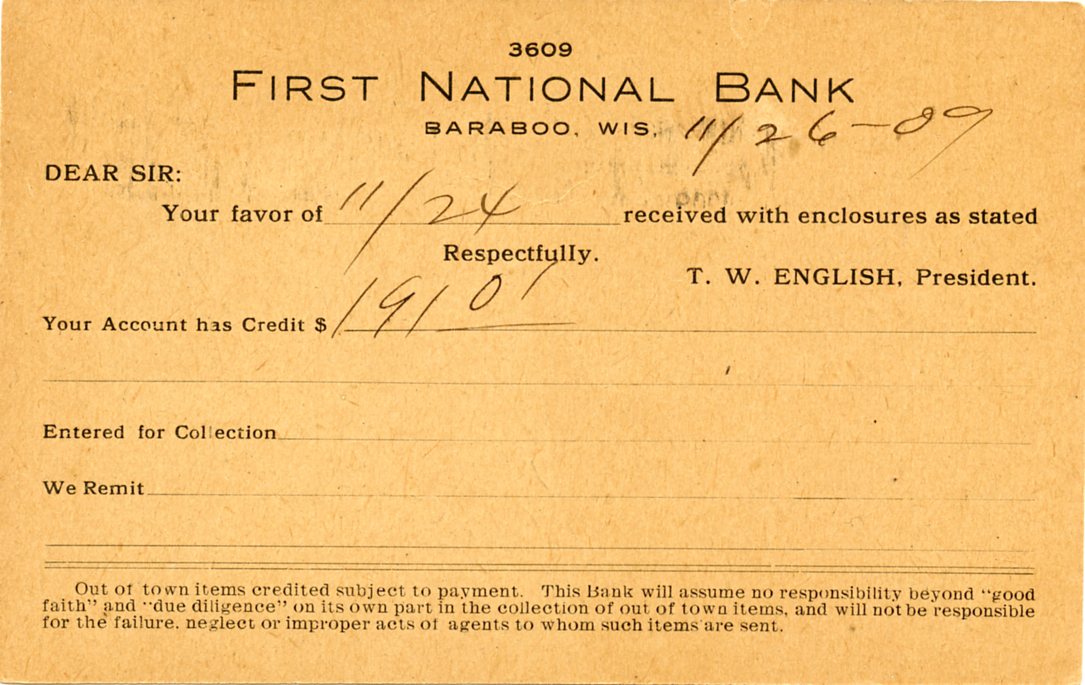 3609
FIRST NATIONAL BANK
BARABOO, WIS, 11/26-09
DEAR SIR:
Your favor of 11/24 received with enclosures as stated
Respectfully.
T. W. ENGLISH, President.
Your Account has Credit $ 191 01
Entered for Collection
We Remit
Out of town items credited subject to payment. This Bank will assume no responsibility beyond "good
faith" and "due diligence" on its own part in the collection of out of town items, and will not be responsible
for the failure. neglect or improper acts of agents to whom such items are sent.